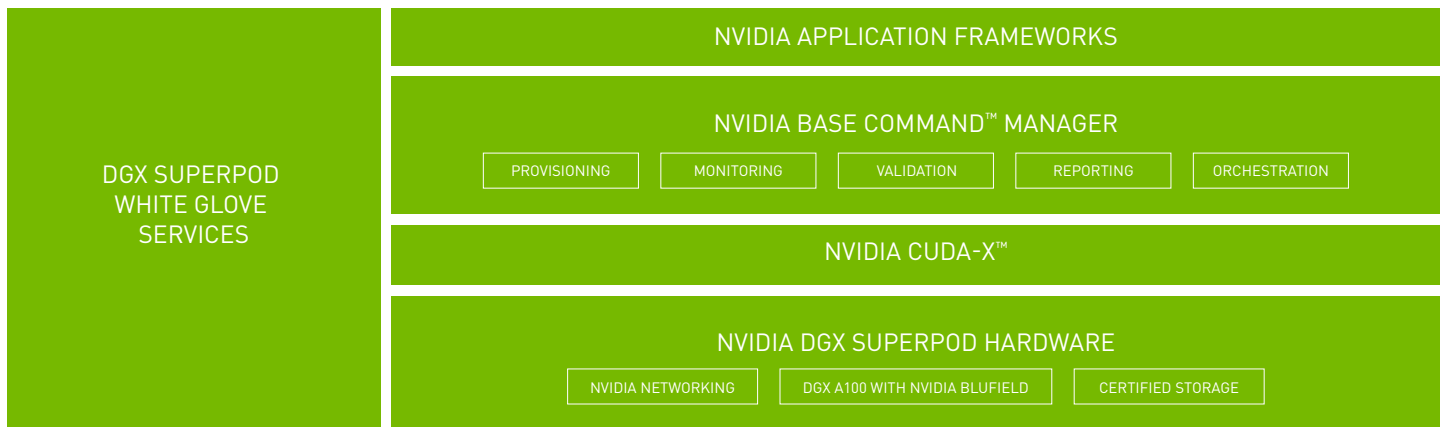 DGX SUPERPOD
WHITE GLOVE
SERVICES
NVIDIA APPLICATION FRAMEWORKS
NVIDIA BASE COMMAND™ MANAGER
PROVISIONING
MONITORING
VALIDATION
REPORTING
ORCHESTRATION
NVIDIA CUDA-X™
NVIDIA DGX SUPERPOD HARDWARE
NVIDIA NETWORKING
DGX A100 WITH NVIDIA BLUFIELD
CERTIFIED STORAGE